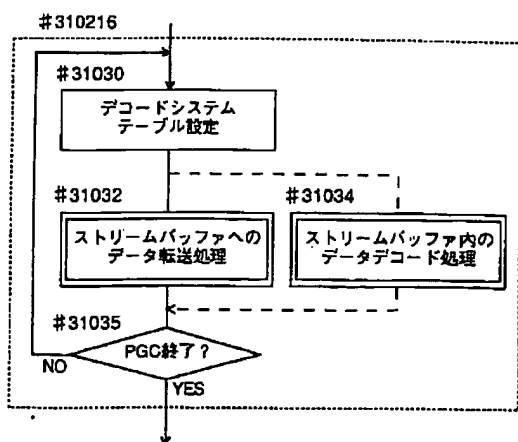 #310216
#31030
デコードシステム
テーブル設定
#31032
#31034
ストリームバッファへの
データ転送処理
ストリームバッファ内の
データデコード処理
#31035
PGC終了?
NO
YES